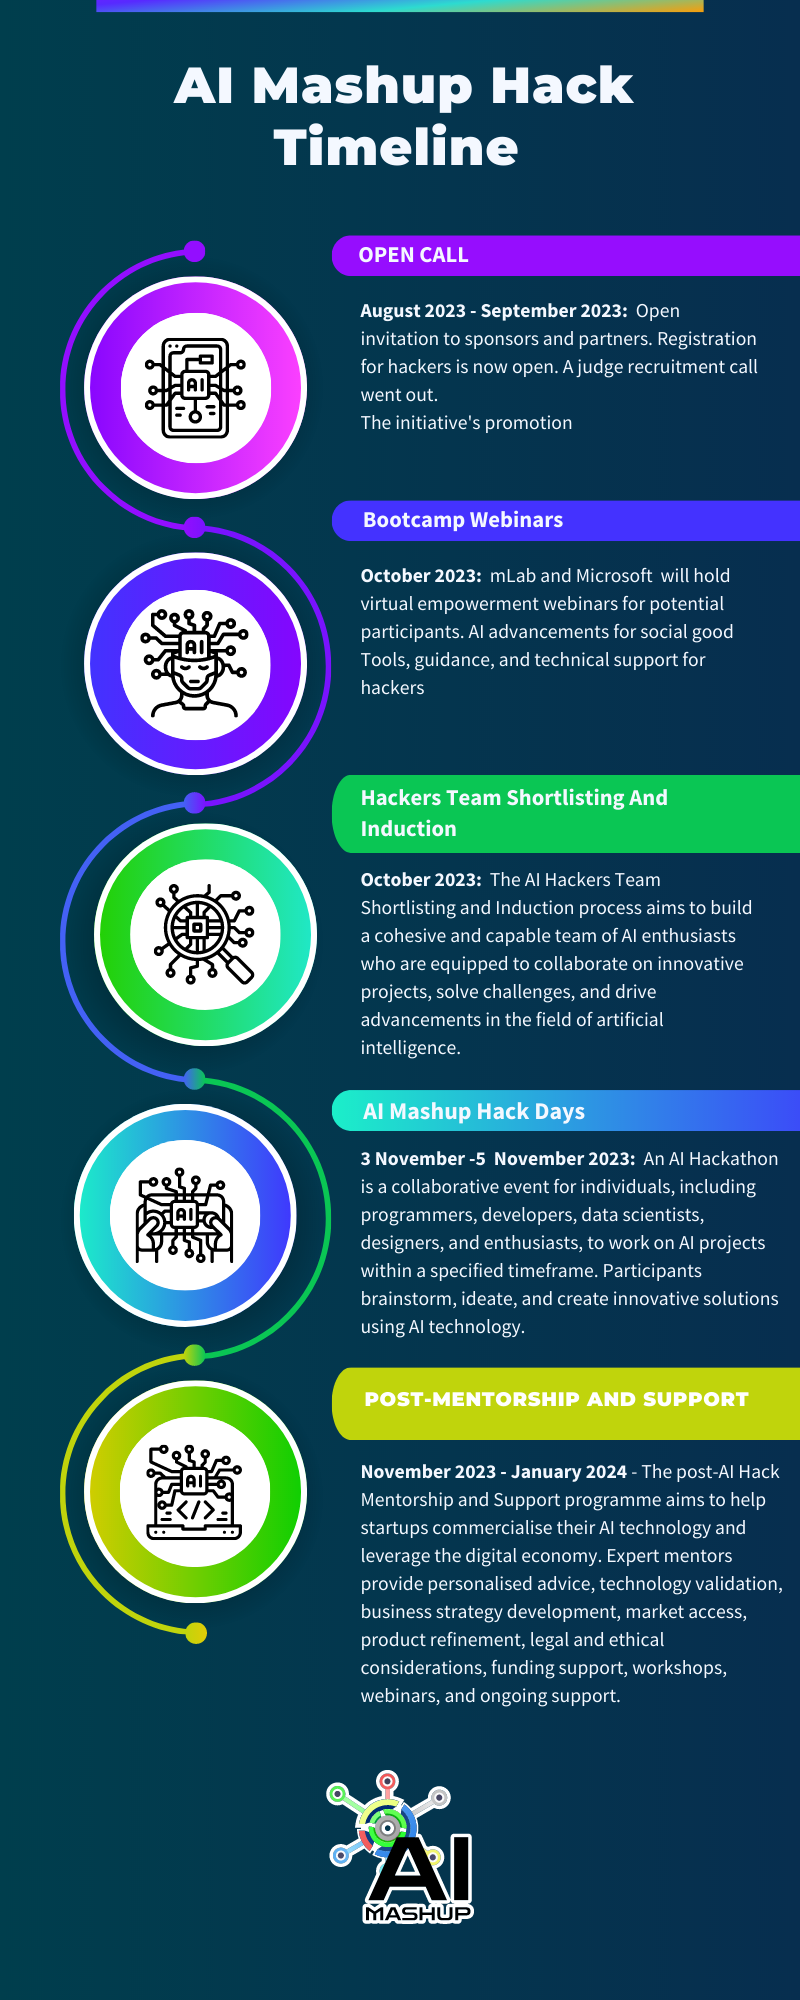 AI Mashup Hack
Timeline
OPEN CALL
August 2023 - September 2023: Open
invitation to sponsors and partners. Registration
for hackers is now open. A judge recruitment call
went out.
The initiative's promotion
AI
Bootcamp Webinars
October 2023: mLab and Microsoft will hold
virtual empowerment webinars for potential
participants. AI advancements for social good
Tools, guidance, and technical support for
hackers
AI
Hackers Team Shortlisting And
Induction
October 2023: The AI Hackers Team
Shortlisting and Induction process aims to build
a cohesive and capable team of AI enthusiasts
who are equipped to collaborate on innovative
projects, solve challenges, and drive
advancements in the field of artificial
intelligence.
AI Mashup Hack Days
3 November -5 November 2023: An AI Hackathon
is a collaborative event for individuals, including
programmers, developers, data scientists,
designers, and enthusiasts, to work on AI projects
within a specified timeframe. Participants
brainstorm, ideate, and create innovative solutions
using AI technology.
AI
POST-MENTORSHIP AND SUPPORT
November 2023 - January 2024 - The post-AI Hack
Mentorship and Support programme aims to help
startups commercialise their AI technology and
leverage the digital economy. Expert mentors
provide personalised advice, technology validation,
business strategy development, market access,
product refinement, legal and ethical
considerations, funding support, workshops,
webinars, and ongoing support.
AI
</>
AI
MASHUP